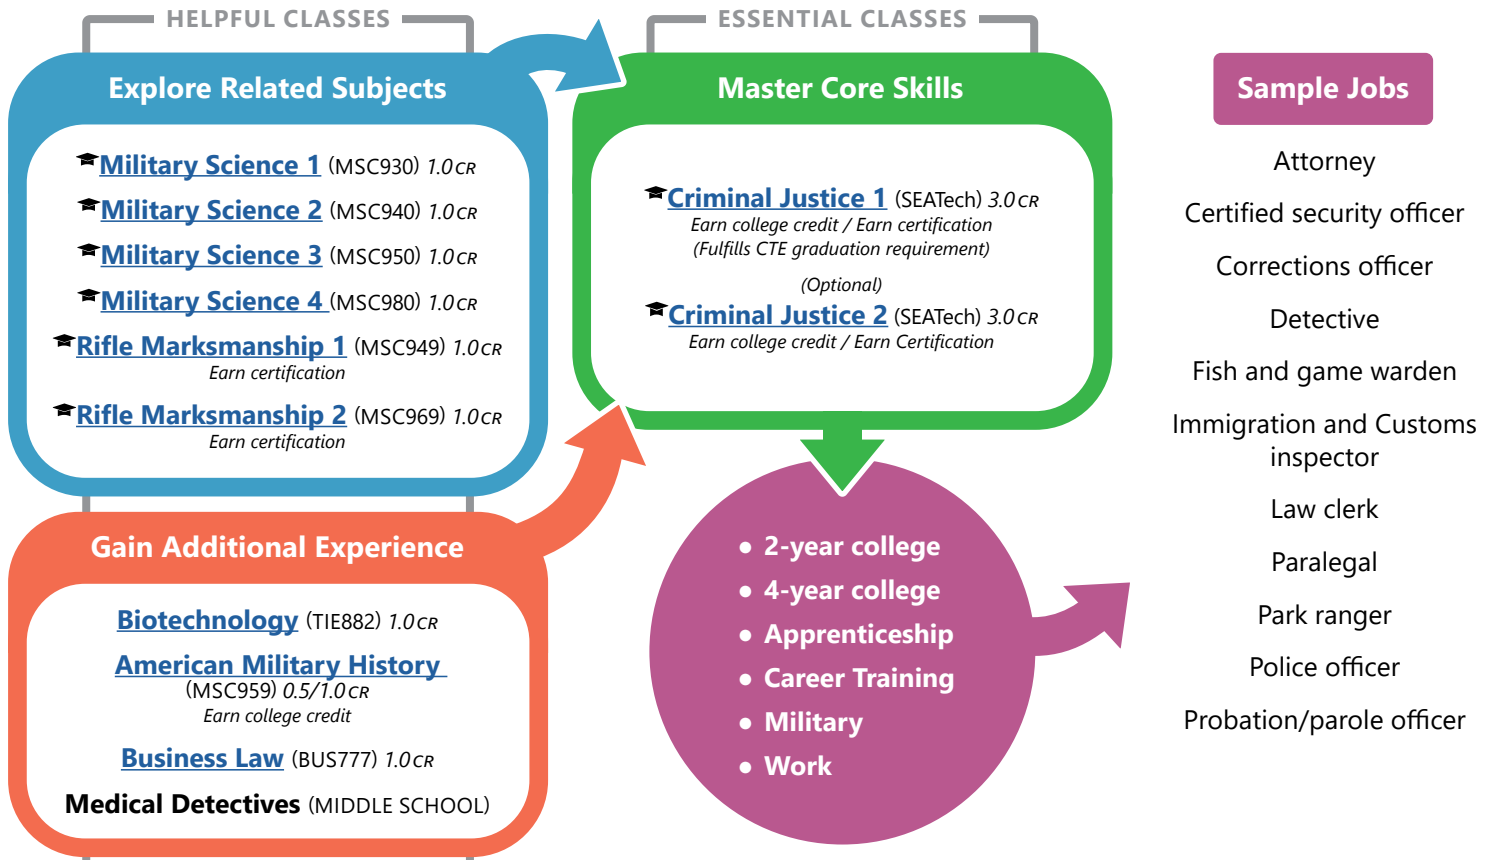 HELPFUL CLASSES
Explore Related Subjects
Military Science 1 (MSC930) 1.0 CR
Military Science 2 (MSC940) 1.0 CR
Military Science 3 (MSC950) 1.0 CR
Military Science 4 (MSC980) 1.0 CR
Rifle Marksmanship 1 (MSC949) 1.0 CR
Earn certification
Rifle Marksmanship 2 (MSC969) 1.0 CR
Earn certification
Gain Additional Experience
Biotechnology (TIE882) 1.0 CR
American Military History
(MSC959) 0.5/1.0 CR
Earn college credit
Business Law (BUS777) 1.0 CR
Medical Detectives (MIDDLE SCHOOL)
ESSENTIAL CLASSES
Master Core Skills
Criminal Justice 1 (SEATech) 3.0 CR
Earn college credit / Earn certification
(Fulfills CTE graduation requirement)
(Optional)
Criminal Justice 2 (SEATech) 3.0 CR
Earn college credit / Earn Certification
• 2-year college
• 4-year college
• Apprenticeship
• Career Training
• Military
• Work
Sample Jobs
Attorney
Certified security officer
Corrections officer
Detective
Fish and game warden
Immigration and Customs
inspector
Law clerk
Paralegal
Park ranger
Police officer
Probation/parole officer